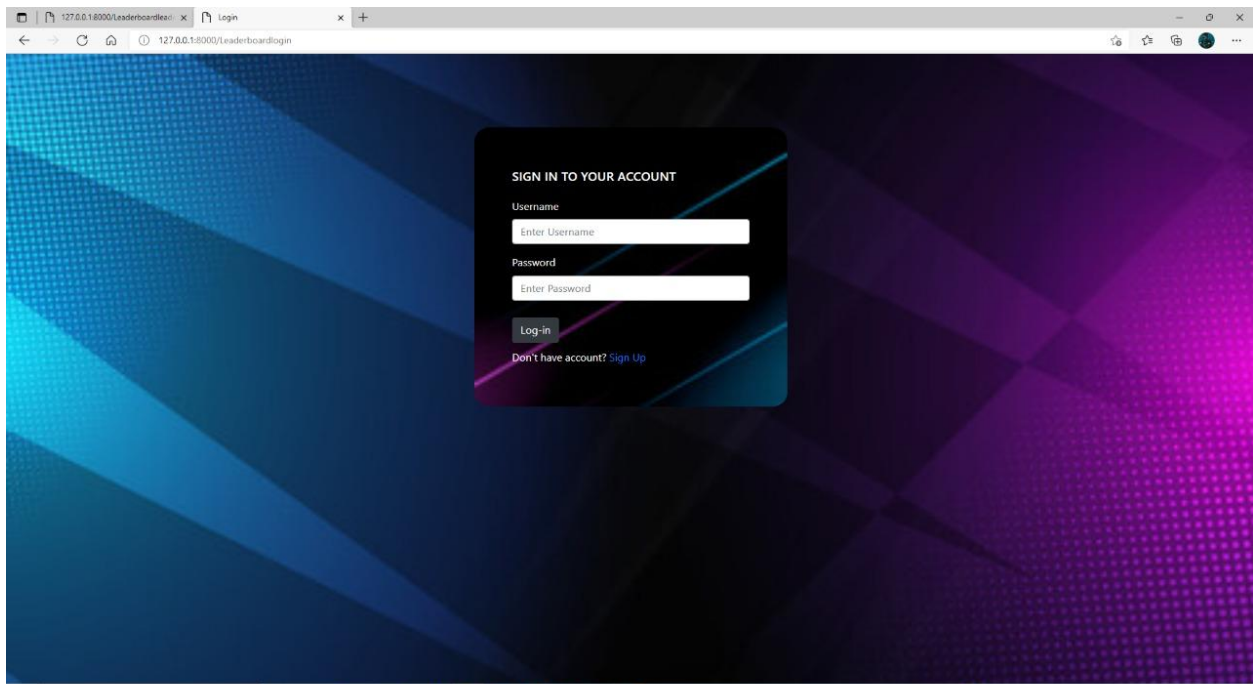 127.0.0.1:8000/Leaderboardlead
Login
127.0.0.1:8000/Leaderboardlogin
SIGN IN TO YOUR ACCOUNT
Username
Enter Username
Password
Enter Password
Log-in
Don't have account? Sign Up